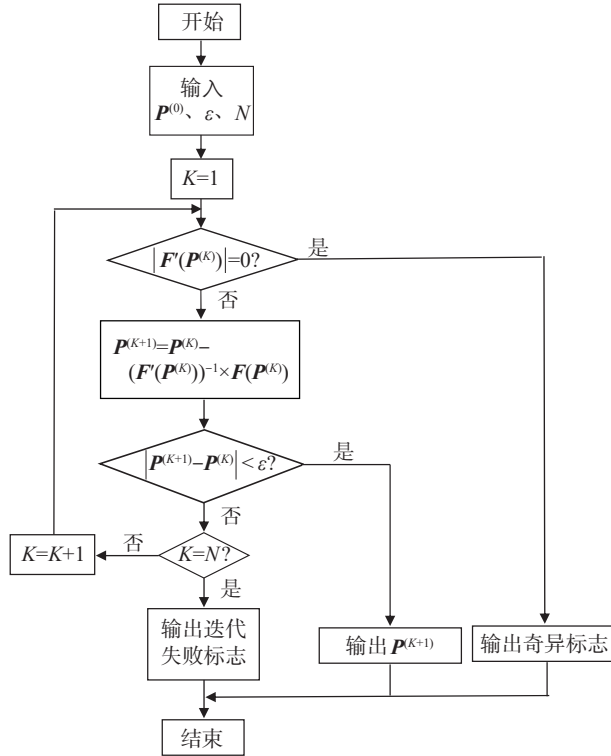 开始
输入
P⁽⁰⁾、ε、N
K=1
|F′(P⁽ᴷ⁾)|=0?
是
否
P⁽ᴷ⁺¹⁾=P⁽ᴷ⁾−
(F′(P⁽ᴷ⁾))⁻¹×F(P⁽ᴷ⁾)
|P⁽ᴷ⁺¹⁾−P⁽ᴷ⁾|<ε?
是
否
K=K+1
否
K=N?
是
输出迭代
失败标志
输出 P⁽ᴷ⁺¹⁾
输出奇异标志
结束